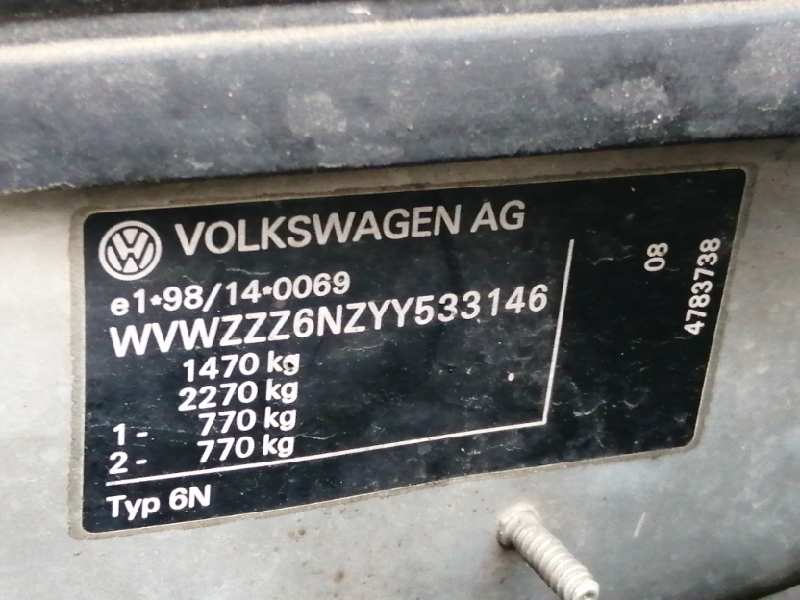 VOLKSWAGEN AG
e1*98/14*0069
WVWZZZ6NZYY533146
1470 kg
2270 kg
1- 770 kg
2- 770 kg
Typ 6N
08
4783738